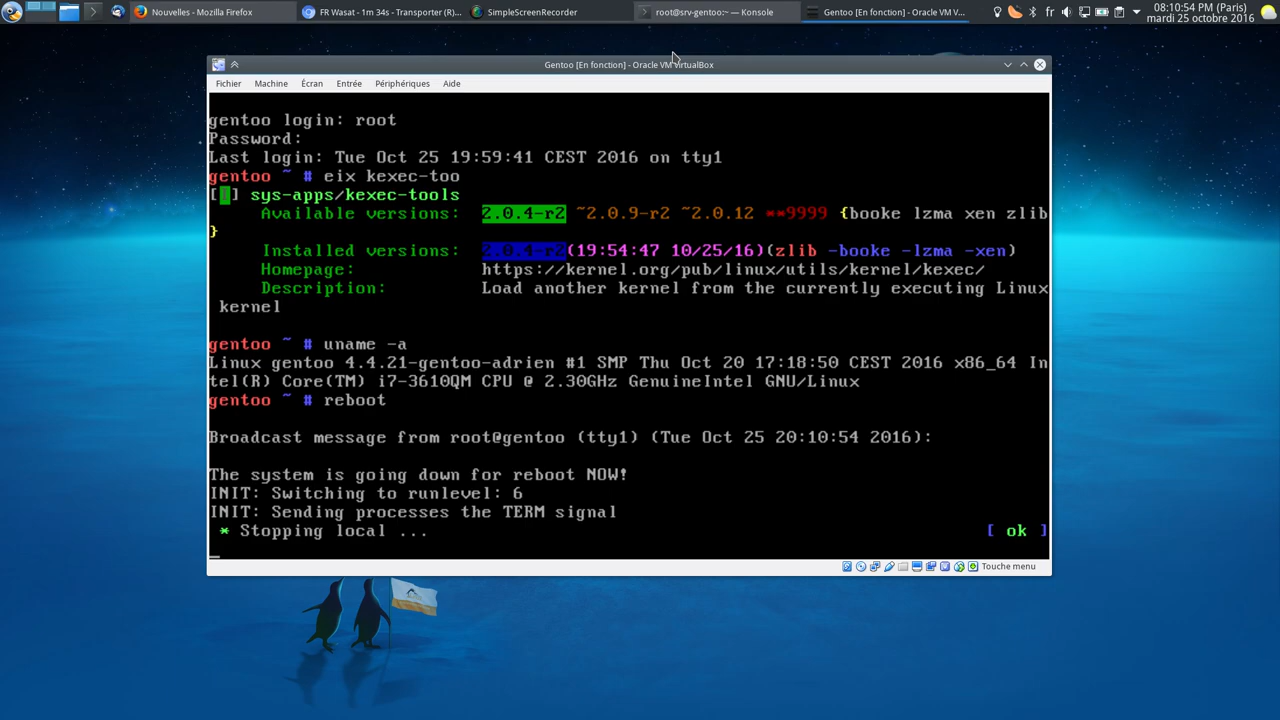 Nouvelles - Mozilla Firefox
FR Wasat - 1m 34s - Transporter (R)...
SimpleScreenRecorder
root@srv-gentoo:~ — Konsole
Gentoo [En fonction] - Oracle VM V...
fr
08:10:54 PM (Paris)
mardi 25 octobre 2016
Gentoo [En fonction] - Oracle VM VirtualBox
Fichier Machine Écran Entrée Périphériques Aide
gentoo login: root
Password:
Last login: Tue Oct 25 19:59:41 CEST 2016 on tty1
gentoo ~ # eix kexec-too
[I] sys-apps/kexec-tools
Available versions: 2.0.4-r2 ~2.0.9-r2 ~2.0.12 **9999 {booke lzma xen zlib
}
Installed versions: 2.0.4-r2(19:54:47 10/25/16)(zlib -booke -lzma -xen)
Homepage: https://kernel.org/pub/linux/utils/kernel/kexec/
Description: Load another kernel from the currently executing Linux
kernel
gentoo ~ # uname -a
Linux gentoo 4.4.21-gentoo-adrien #1 SMP Thu Oct 20 17:18:50 CEST 2016 x86_64 In
tel(R) Core(TM) i7-3610QM CPU @ 2.30GHz GenuineIntel GNU/Linux
gentoo ~ # reboot
Broadcast message from root@gentoo (tty1) (Tue Oct 25 20:10:54 2016):
The system is going down for reboot NOW!
INIT: Switching to runlevel: 6
INIT: Sending processes the TERM signal
* Stopping local ... [ ok ]
Touche menu